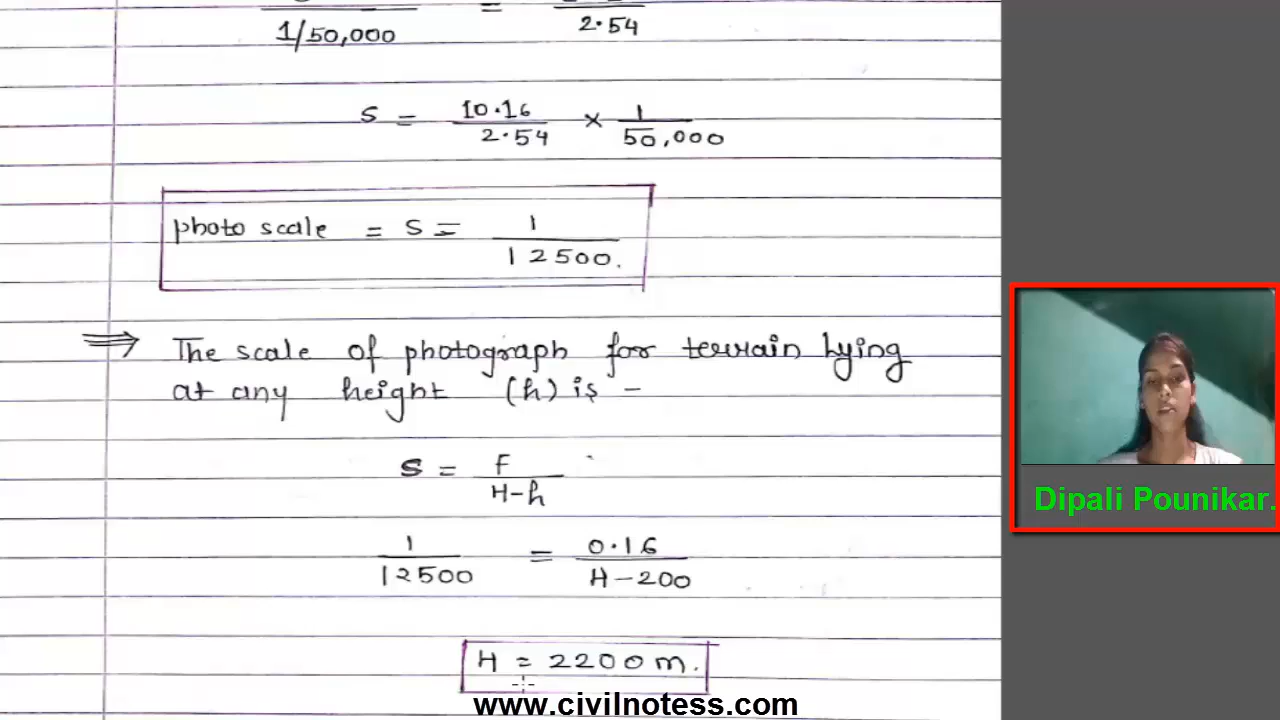 1/50,000 = 2.54
S = 10.16 / 2.54 × 1 / 50,000
photo scale = S = 1 / 12500.
⇒ The scale of photograph for terrain lying
at any height (h) is –
S = F / H-h
1 / 12500 = 0.16 / H-200
H = 2200 m.
www.civilnotess.com
Dipali Pounikar.